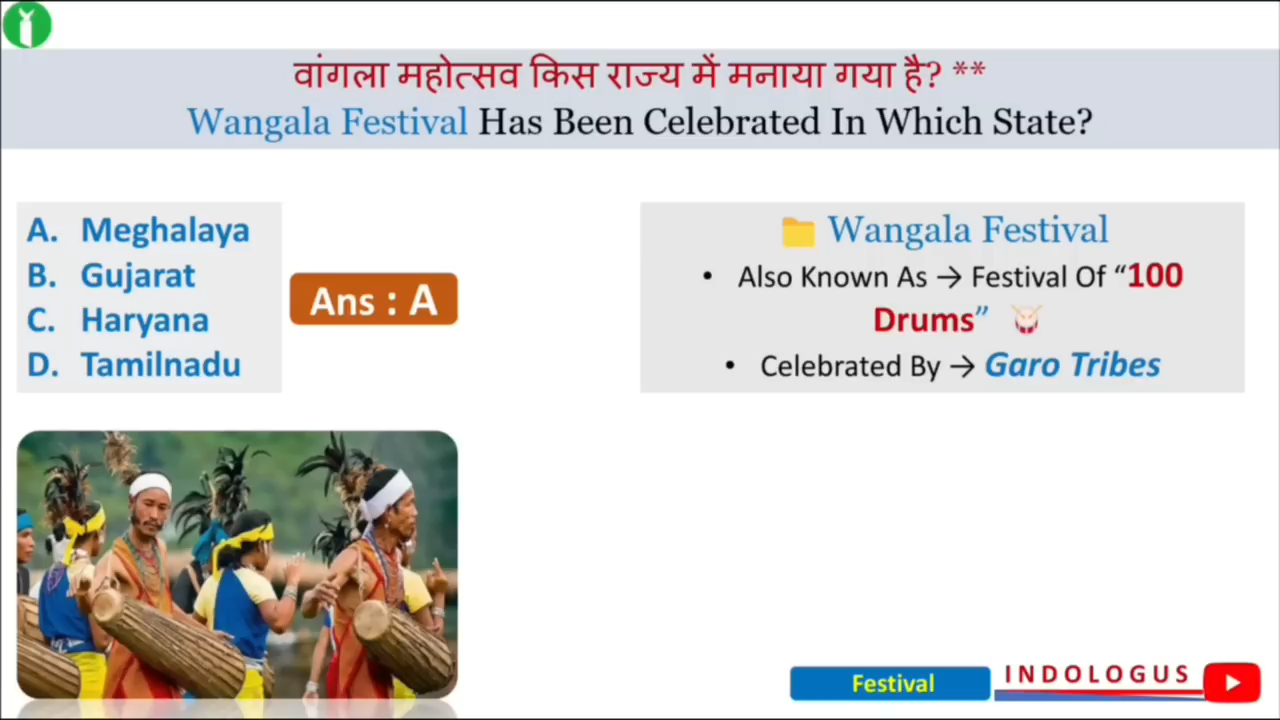 वांगला महोत्सव किस राज्य में मनाया गया है? **
Wangala Festival Has Been Celebrated In Which State?
A. Meghalaya
B. Gujarat
C. Haryana
D. Tamilnadu
Ans : A
Wangala Festival
• Also Known As → Festival Of “100
Drums”
• Celebrated By → Garo Tribes
Festival
INDOLOGUS